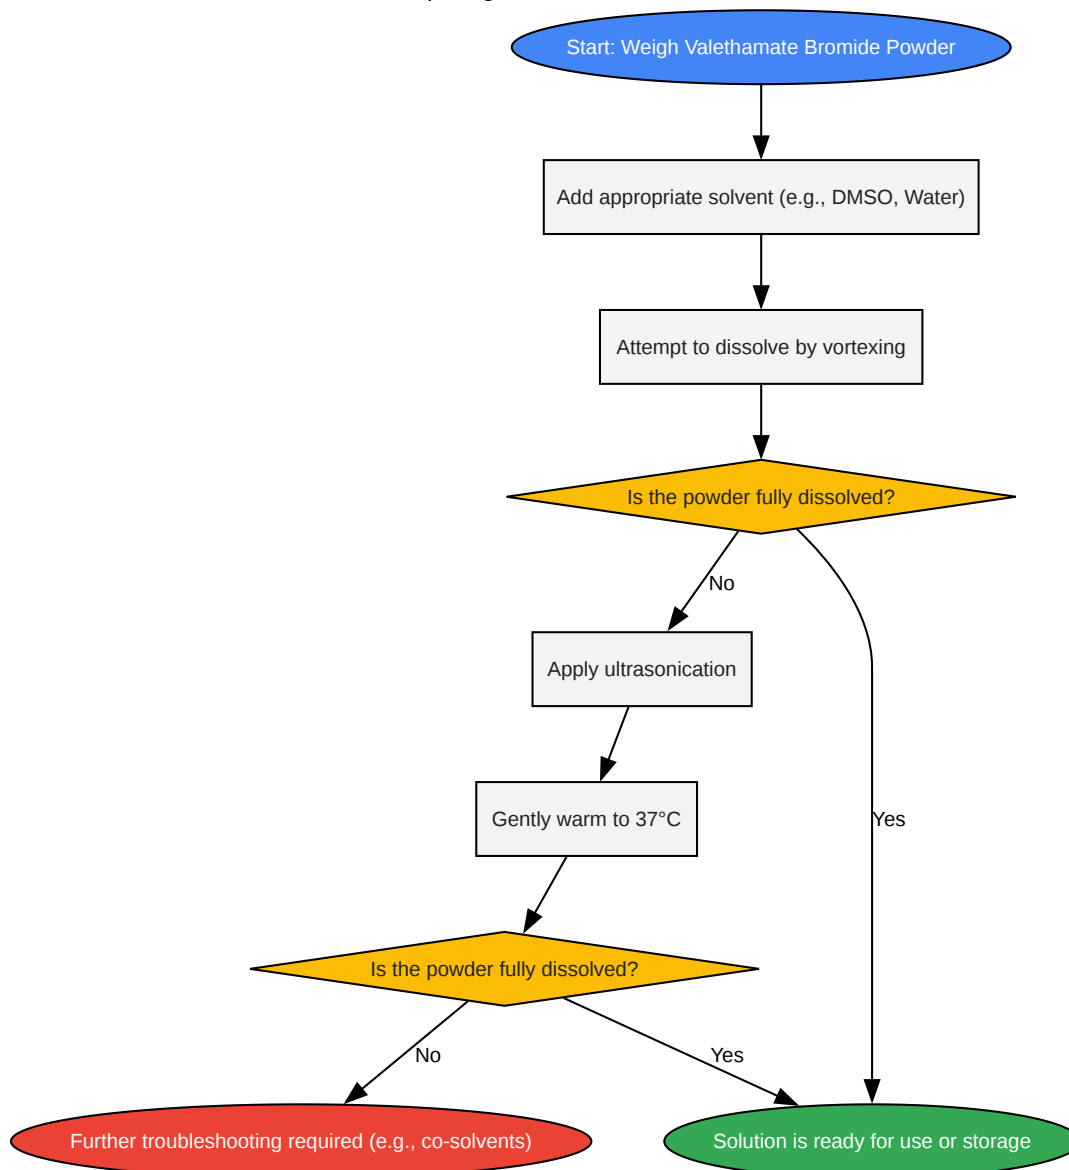 Start: Weigh Valethamate Bromide Powder
Add appropriate solvent (e.g., DMSO, Water)
Attempt to dissolve by vortexing
Is the powder fully dissolved?
No
Apply ultrasonication
Gently warm to 37°C
Yes
Is the powder fully dissolved?
No
Yes
Further troubleshooting required (e.g., co-solvents)
Solution is ready for use or storage